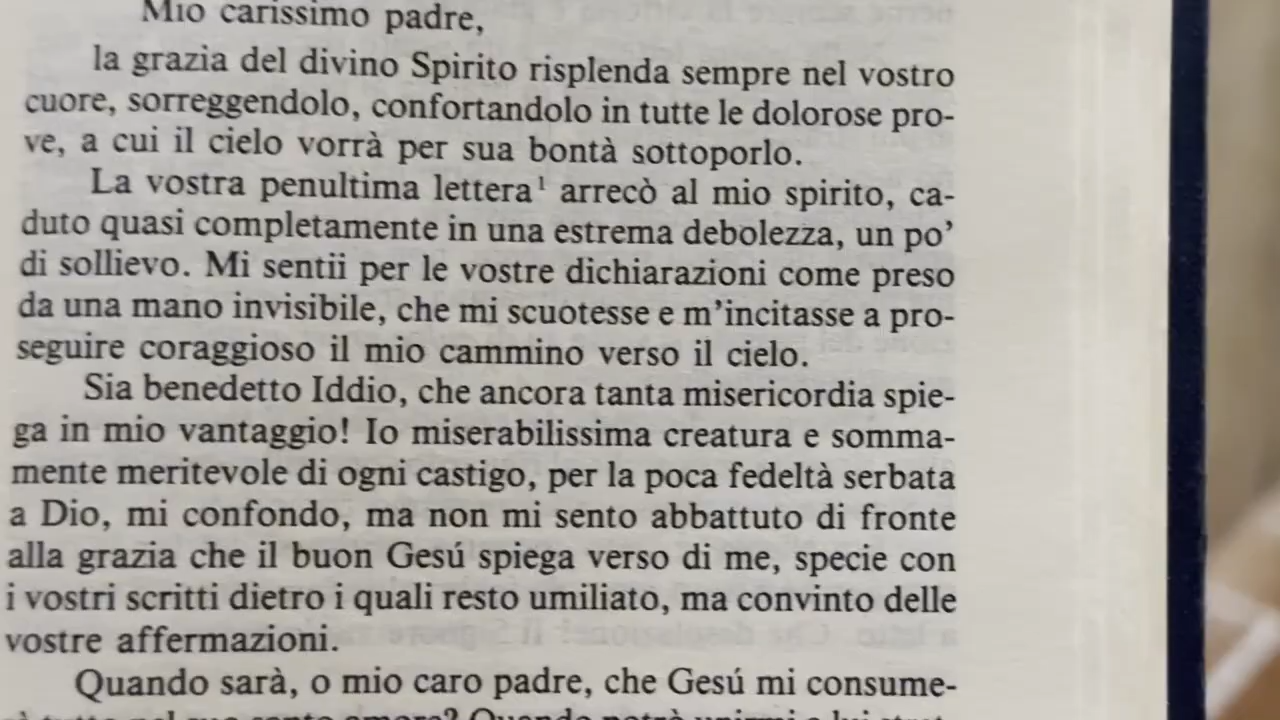 Mio carissimo padre,
la grazia del divino Spirito risplenda sempre nel vostro
cuore, sorreggendolo, confortandolo in tutte le dolorose pro-
ve, a cui il cielo vorrà per sua bontà sottoporlo.
La vostra penultima lettera¹ arrecò al mio spirito, ca-
duto quasi completamente in una estrema debolezza, un po’
di sollievo. Mi sentii per le vostre dichiarazioni come preso
da una mano invisibile, che mi scuotesse e m’incitasse a pro-
seguire coraggioso il mio cammino verso il cielo.
Sia benedetto Iddio, che ancora tanta misericordia spie-
ga in mio vantaggio! Io miserabilissima creatura e somma-
mente meritevole di ogni castigo, per la poca fedeltà serbata
a Dio, mi confondo, ma non mi sento abbattuto di fronte
alla grazia che il buon Gesú spiega verso di me, specie con
i vostri scritti dietro i quali resto umiliato, ma convinto delle
vostre affermazioni.
Quando sarà, o mio caro padre, che Gesú mi consume-